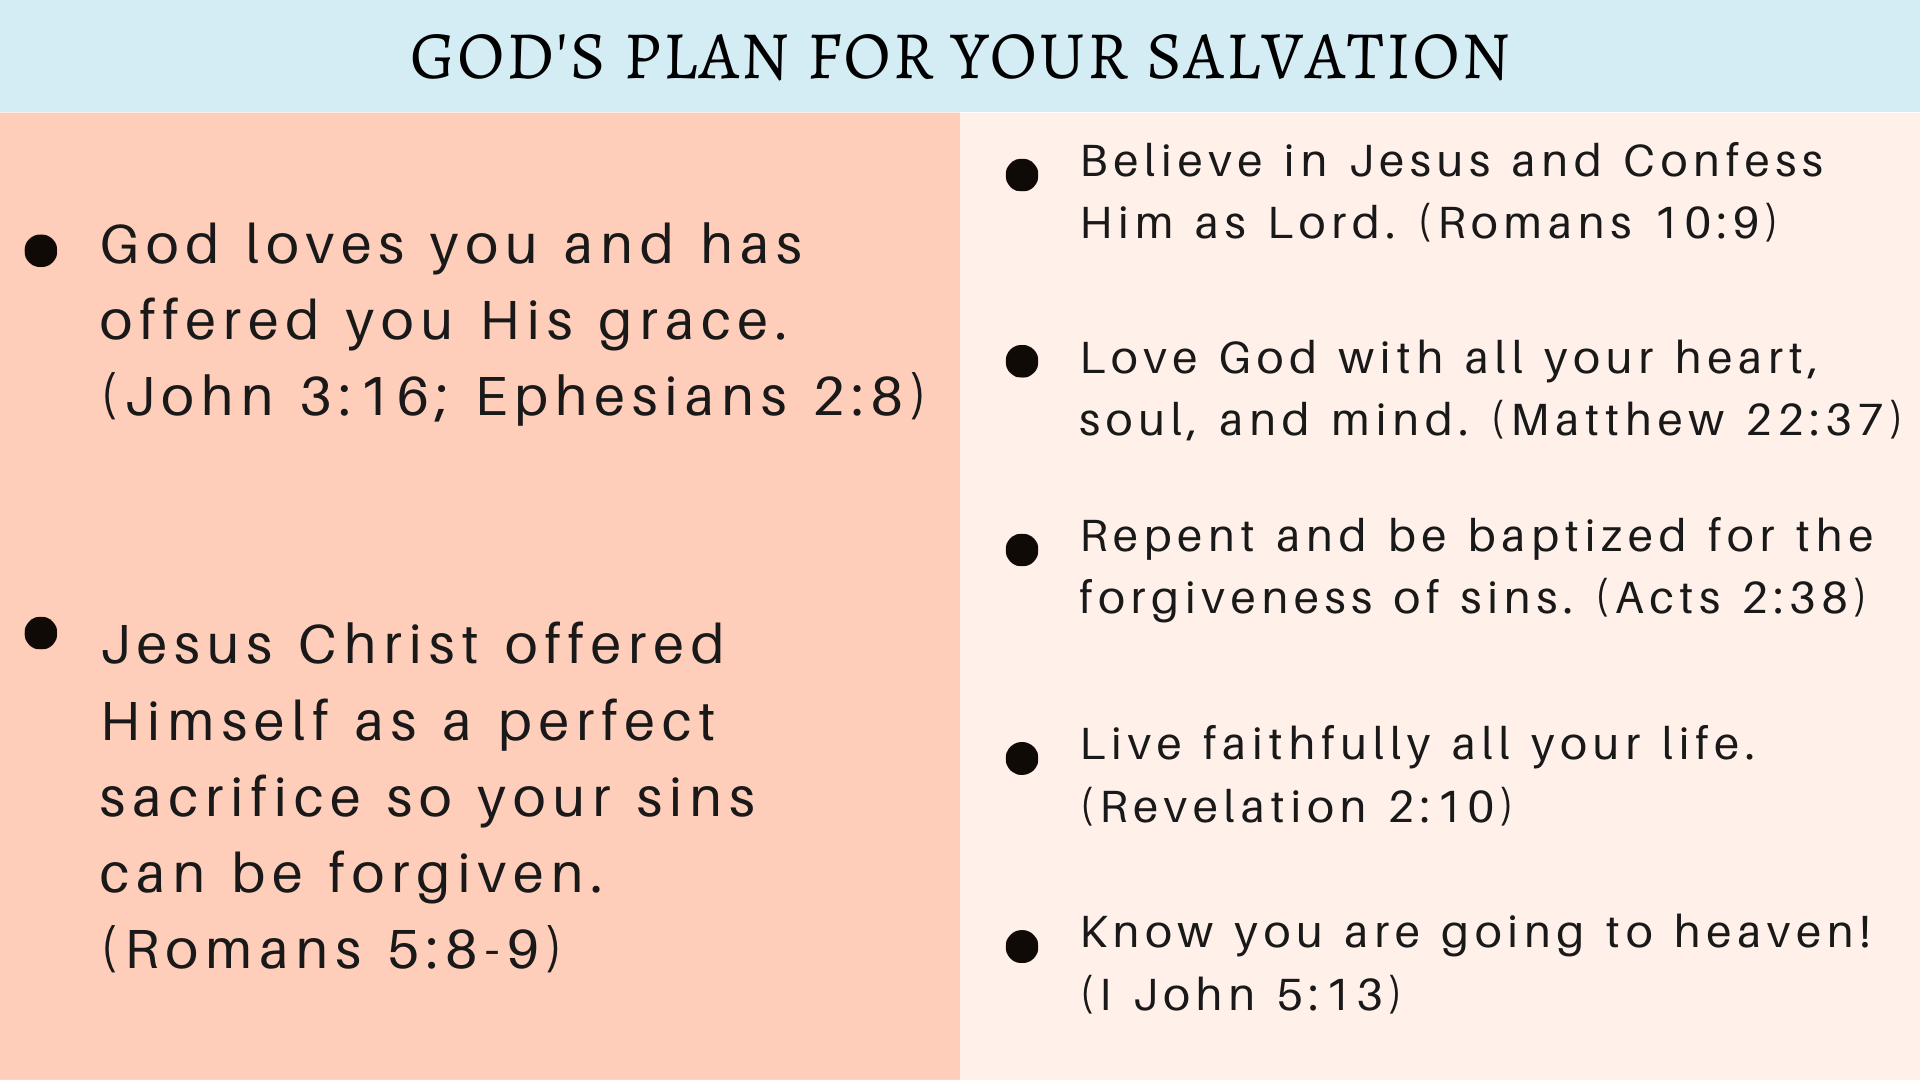 GOD'S PLAN FOR YOUR SALVATION
God loves you and has
offered you His grace.
(John 3:16; Ephesians 2:8)
Jesus Christ offered
Himself as a perfect
sacrifice so your sins
can be forgiven.
(Romans 5:8-9)
Believe in Jesus and Confess
Him as Lord. (Romans 10:9)
Love God with all your heart,
soul, and mind. (Matthew 22:37)
Repent and be baptized for the
forgiveness of sins. (Acts 2:38)
Live faithfully all your life.
(Revelation 2:10)
Know you are going to heaven!
(I John 5:13)